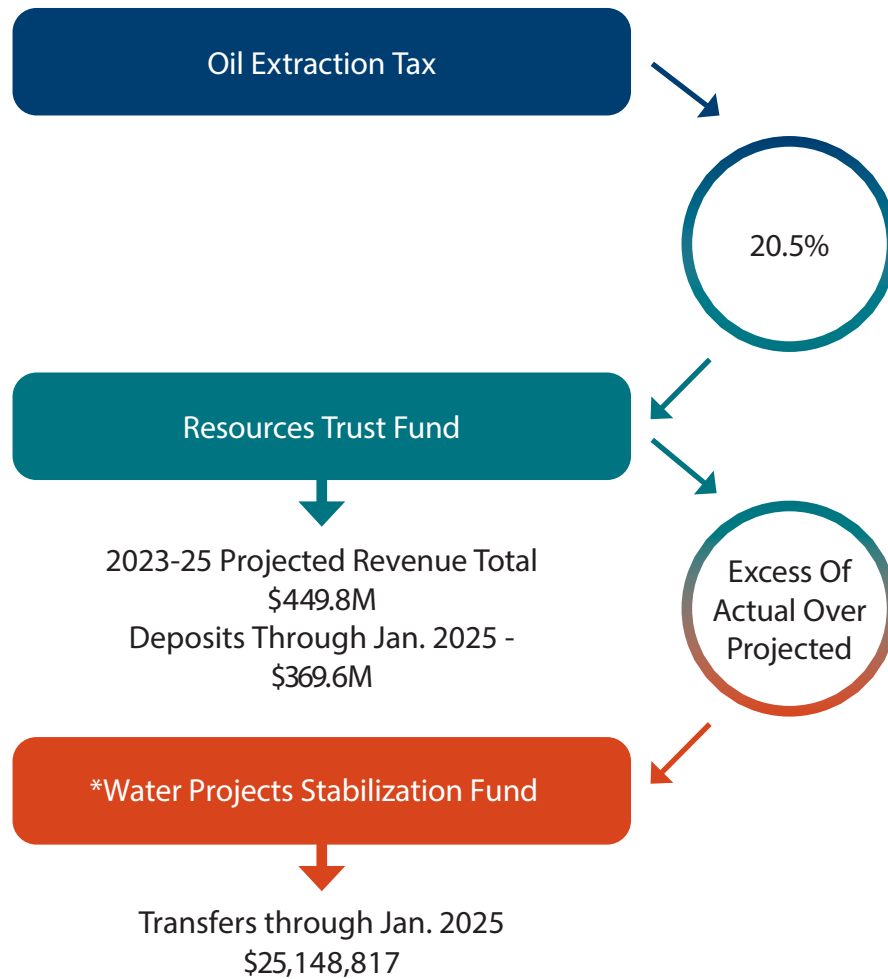 Oil Extraction Tax
20.5%
Resources Trust Fund
2023-25 Projected Revenue Total
$449.8M
Deposits Through Jan. 2025 -
$369.6M
Excess Of
Actual Over
Projected
*Water Projects Stabilization Fund
Transfers through Jan. 2025
$25,148,817